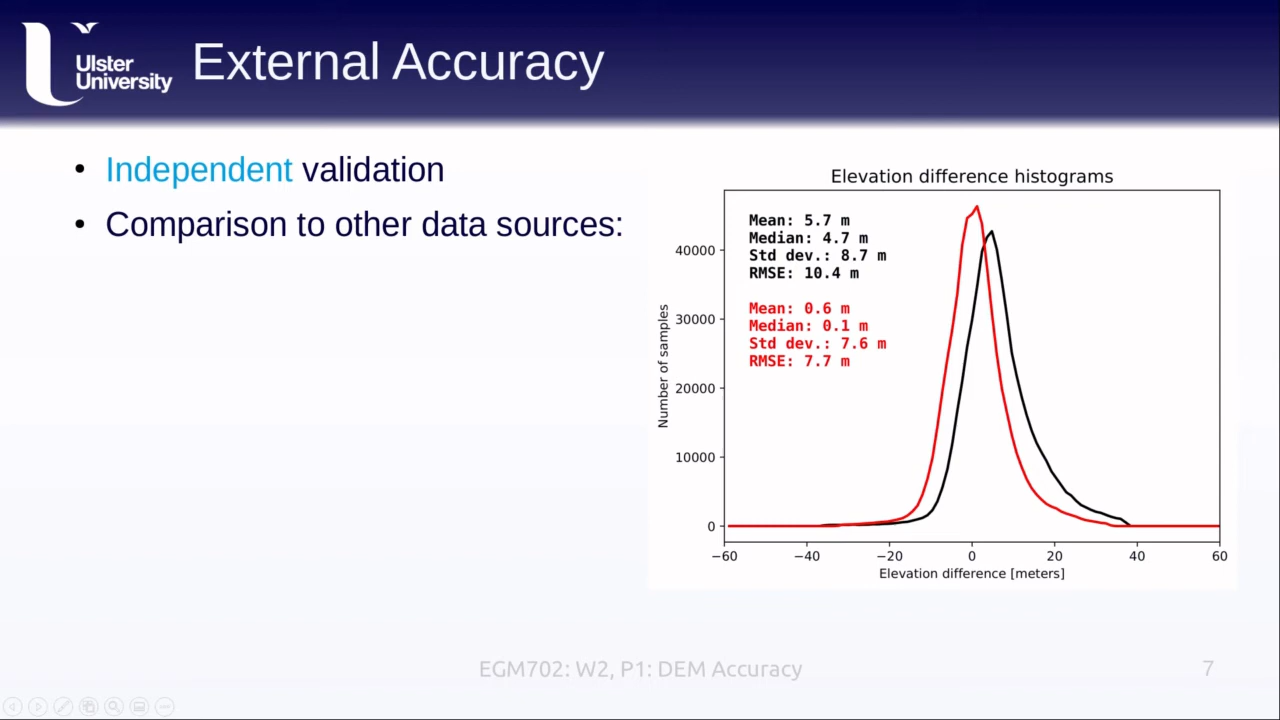 Ulster
University
External Accuracy
• Independent validation
• Comparison to other data sources:
Elevation difference histograms
Mean: 5.7 m
Median: 4.7 m
Std dev.: 8.7 m
RMSE: 10.4 m
Mean: 0.6 m
Median: 0.1 m
Std dev.: 7.6 m
RMSE: 7.7 m
Number of samples
40000
30000
20000
10000
0
−60 −40 −20 0 20 40 60
Elevation difference [meters]
EGM702: W2, P1: DEM Accuracy
7